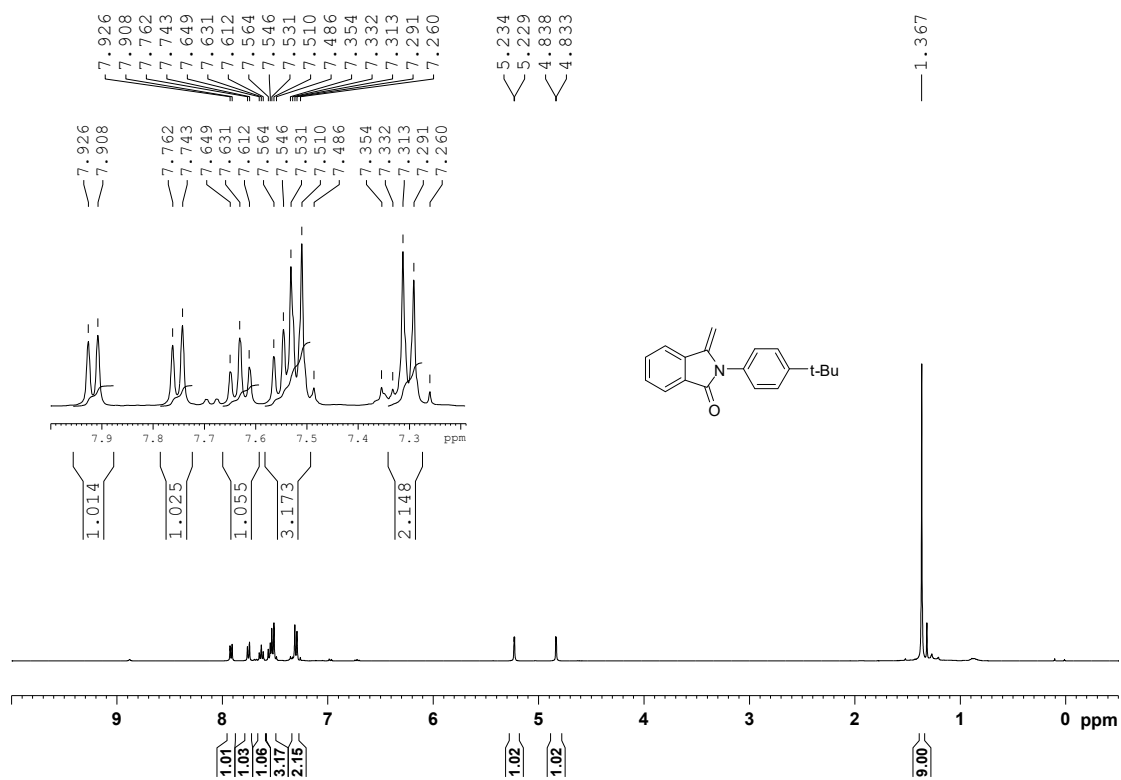 7.926 7.908 7.762 7.743 7.649 7.631 7.612 7.564 7.546 7.531 7.510 7.486 7.354 7.332 7.313 7.291 7.260 5.234 5.229 4.838 4.833 1.367
7.926 7.908 7.762 7.743 7.649 7.631 7.612 7.564 7.546 7.531 7.510 7.486 7.354 7.332 7.313 7.291 7.260
N t-Bu
O
7.9 7.8 7.7 7.6 7.5 7.4 7.3 ppm
1.014 1.025 1.055 3.173 2.148
9 8 7 6 5 4 3 2 1 0 ppm
1.01 1.03 1.06 3.17 2.15 1.02 1.02 9.00